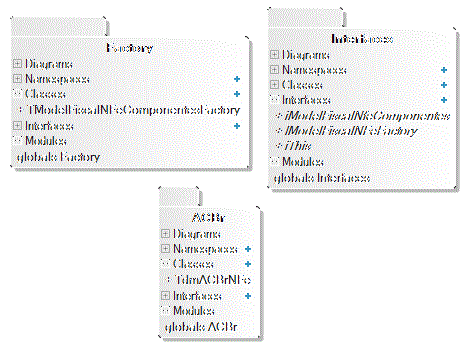 Factory
Diagrams
Namespaces
Classes
TModelFiscalNFeComponentesFactory
Interfaces
Modules
globals Factory
Interfaces
Diagrams
Namespaces
Classes
Interfaces
iModelFiscalNfeComponentes
iModelFiscalNFeFactory
iThis
Modules
globals Interfaces
ACBr
Diagrams
Namespaces
Classes
TdmACBrNFe
Interfaces
Modules
globals ACBr